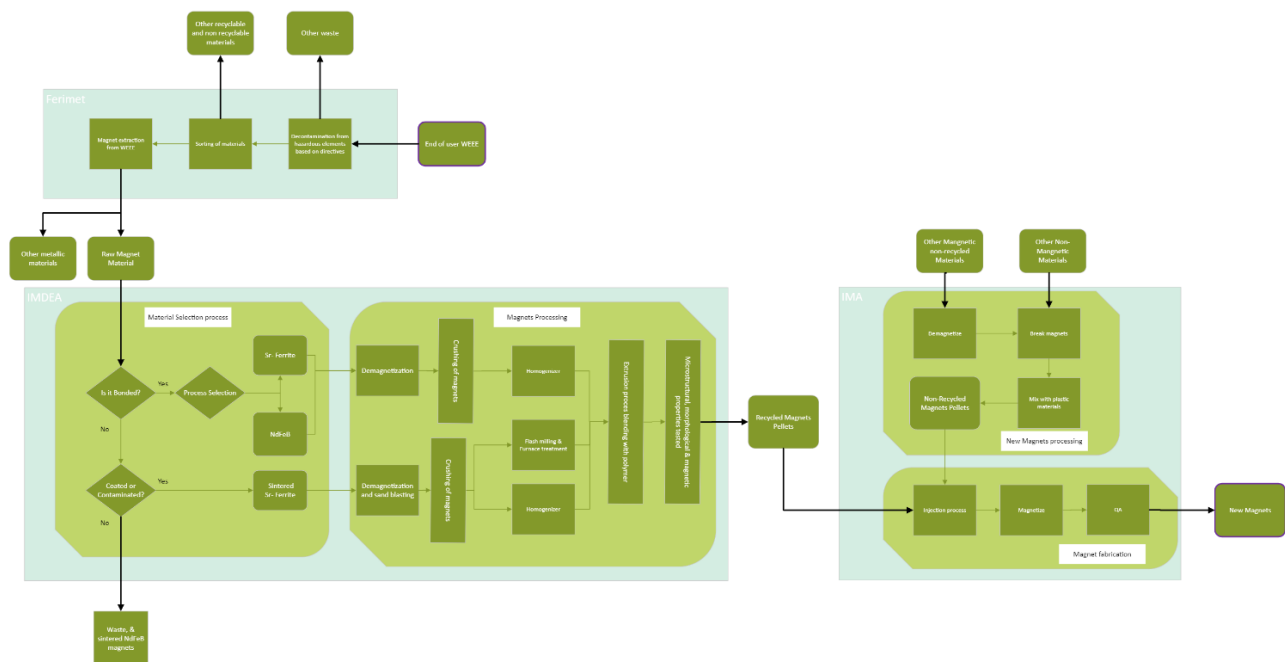 Other recyclable
and non recyclable
materials
Other waste
Ferimet
Magnet extraction
from WEEE
Sorting of materials
Decontamination from
hazardous elements
based on directives
End of user WEEE
Other metallic
materials
Raw Magnet
Material
Other Mangnetic
non-recycled
Materials
Other Non-
Mangnetic
Materials
IMDEA
Material Selection process
Magnets Processing
IMA
Sr- Ferrite
Is it Bonded?
Yes
Process Selection
NdFeB
No
Coated or
Contaminated?
Yes
Sintered
Sr- Ferrite
No
Demagnetization
Crushing of magnets
Homogenizer
Demagnetization
and sand blasting
Crushing of magnets
Flash milling &
Furnace treatment
Homogenizer
Extrusion proces blending with polymer
Microstructural, morphological & magnetic
properties tested
Recycled Magnets
Pellets
Demagnetize
Break magnets
Non-Recycled
Magnets Pellets
Mix with plastic
materials
New Magnets processing
Injection process
Magnetize
New Magnets
Magnet fabrication
Waste, &
sintered NdFeB
magnets